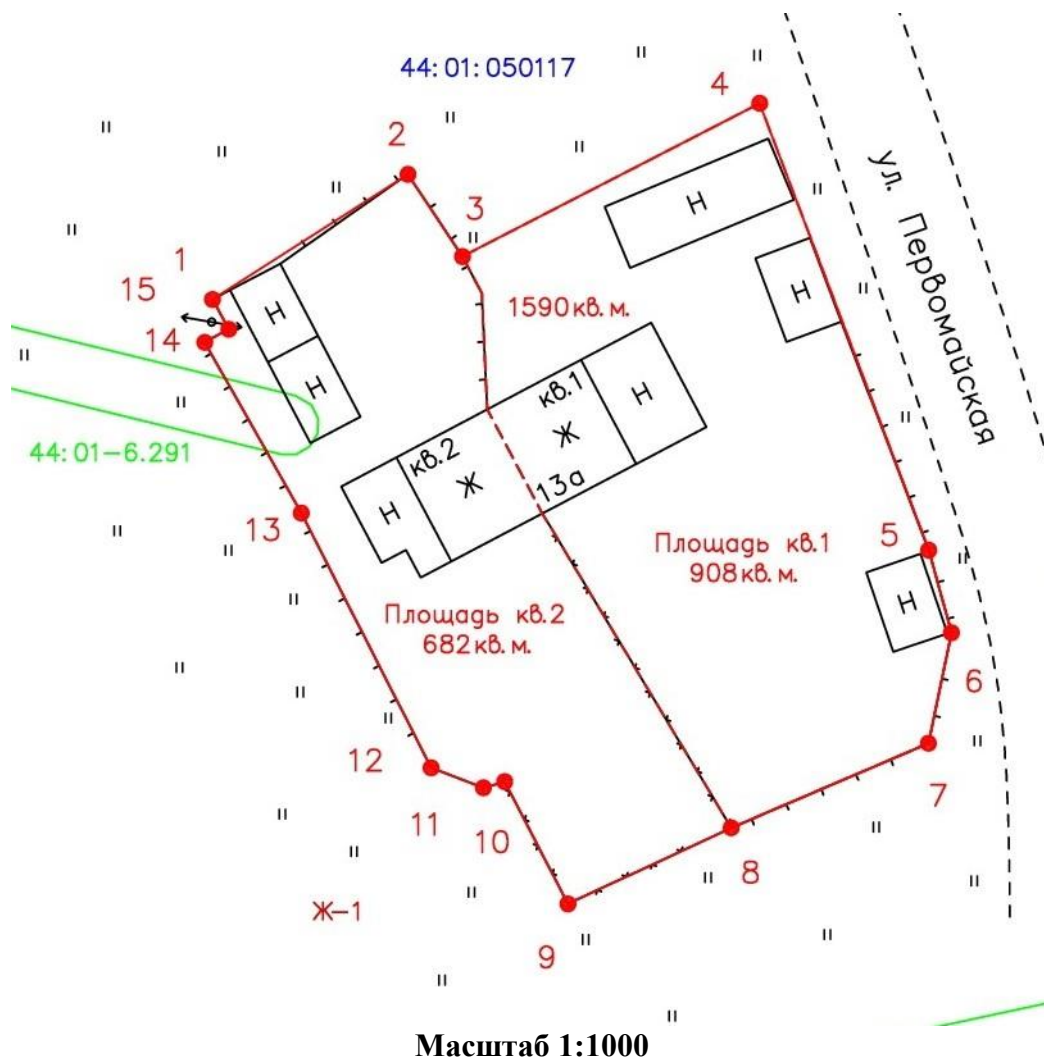 44:01:050117
4
2
ул. Первомайская
Н
3
1
15
1590кв.м.
Н
Н
14
Н
кв.1
Н
44:01-6.291
кв.2
Ж
Н
Ж
13а
Н
13
5
Площадь кв.1
908кв.м.
Н
Площадь кв.2
682кв.м.
6
12
7
11
10
8
Ж-1
9
Масштаб 1:1000